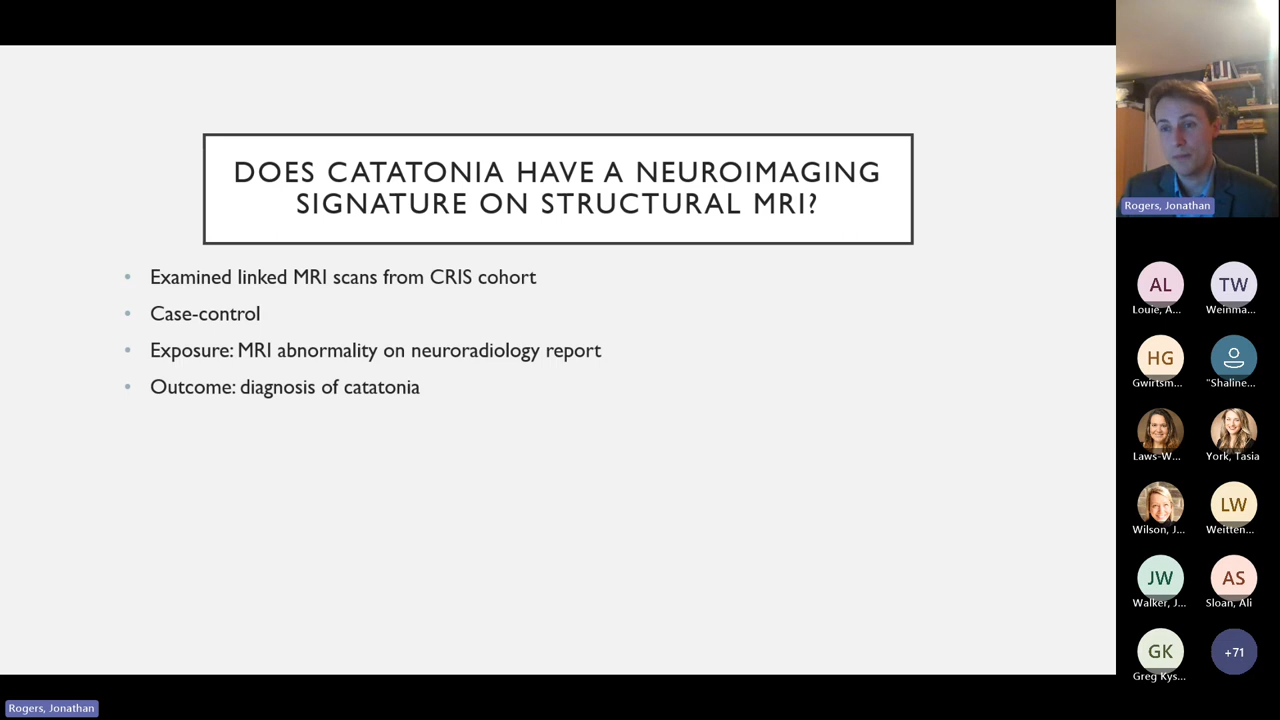 DOES CATATONIA HAVE A NEUROIMAGING
SIGNATURE ON STRUCTURAL MRI?
• Examined linked MRI scans from CRIS cohort
• Case-control
• Exposure: MRI abnormality on neuroradiology report
• Outcome: diagnosis of catatonia
Rogers, Jonathan
AL
TW
Louie, A...
Weinma...
HG
Gwirtsm...
"Shaline...
Laws-W...
York, Tasia
LW
Wilson, J...
Weitten...
JW
AS
Walker, J...
Sloan, Ali
GK
+71
Greg Kys...
Rogers, Jonathan